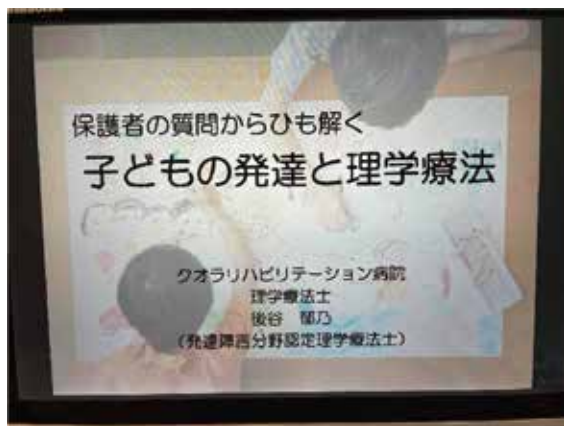 保護者の質問からひも解く
子どもの発達と理学療法
クオラリハビリテーション病院
理学療法士
後谷 郁乃
(発達障害分野認定理学療法士)